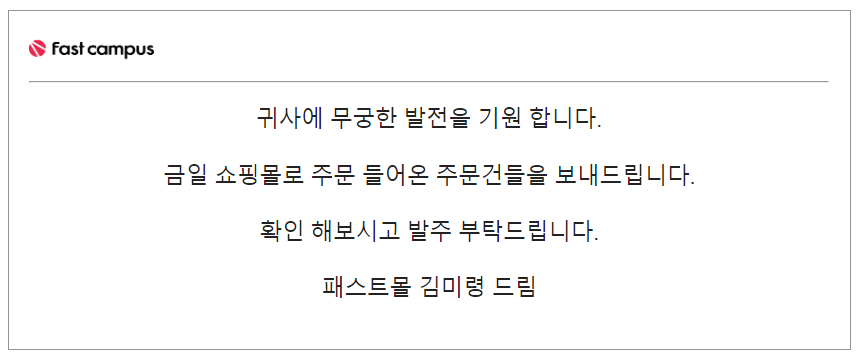 Fast campus
귀사에 무궁한 발전을 기원 합니다.
금일 쇼핑몰로 주문 들어온 주문건들을 보내드립니다.
확인 해보시고 발주 부탁드립니다.
패스트몰 김미령 드림